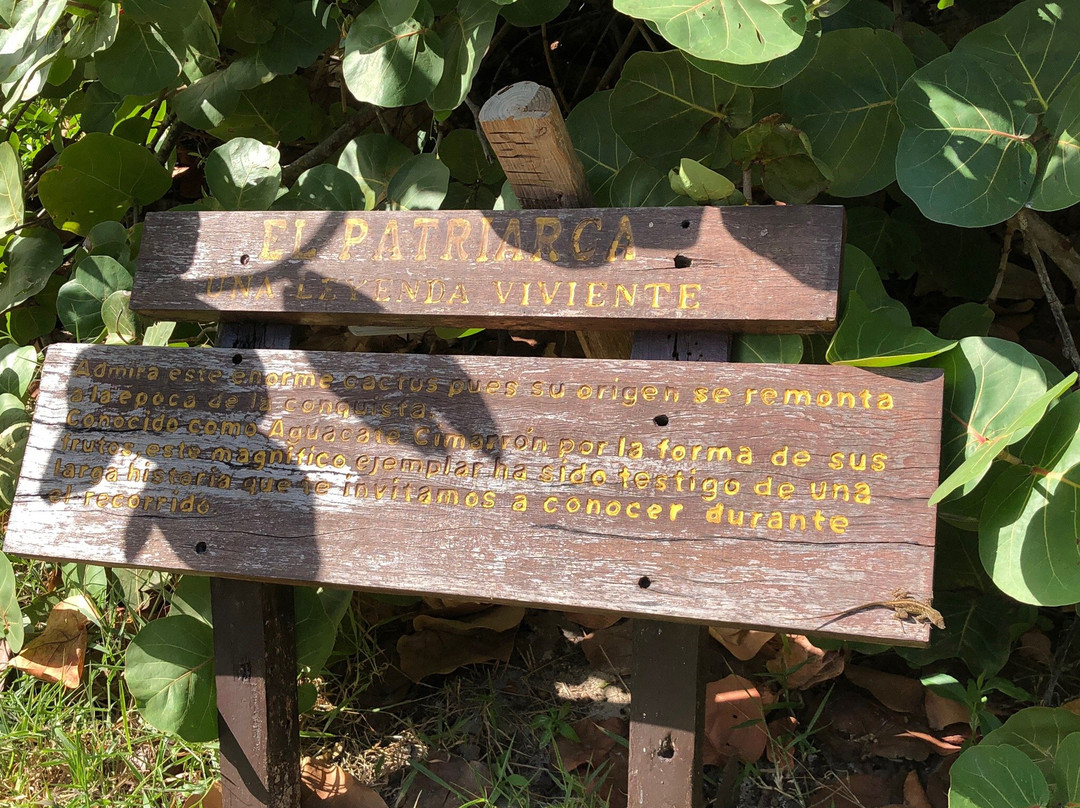 EL PATRIARCA
UNA LEYENDA VIVIENTE
Admira este enorme cactus pues su origen se remonta
a la epoca de la conquista.
Conocido como Aguacate Cimarrón por la forma de sus
frutos, este magnifico ejemplar ha sido testigo de una
larga historia que te invitamos a conocer durante
el recorrido.